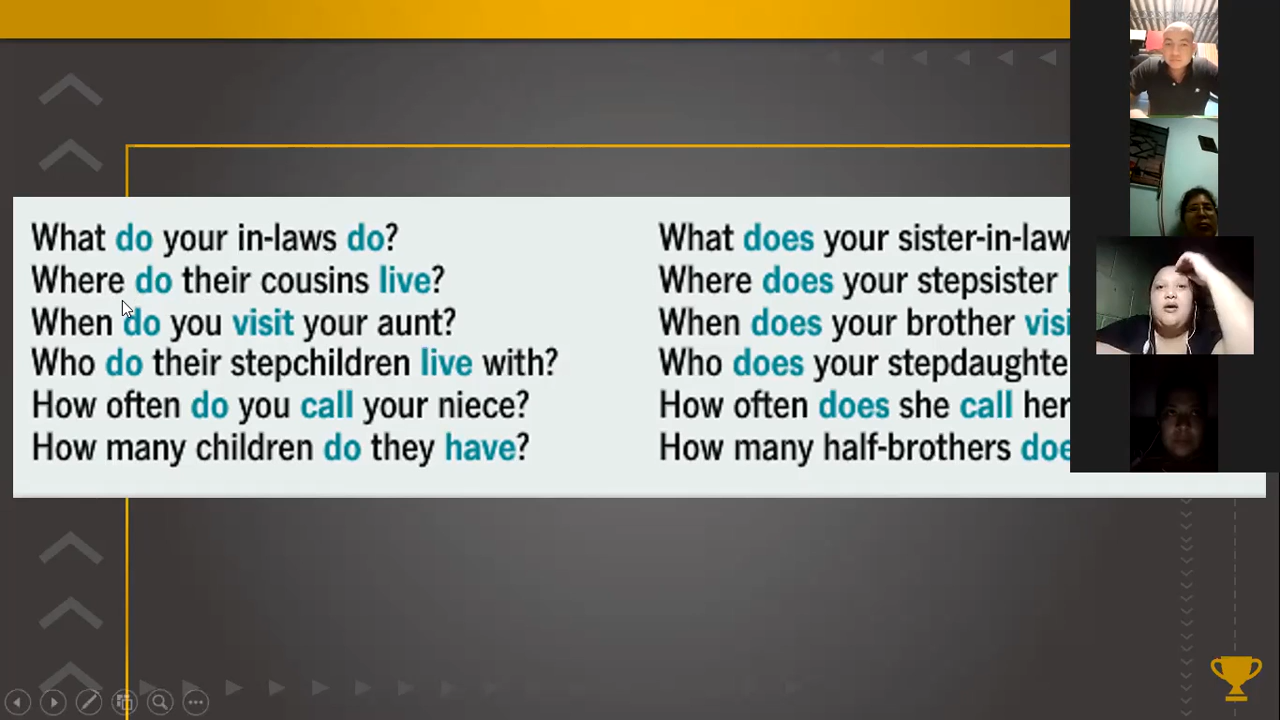 What do your in-laws do?
Where do their cousins live?
When do you visit your aunt?
Who do their stepchildren live with?
How often do you call your niece?
How many children do they have?
What does your sister-in-law
Where does your stepsister
When does your brother
Who does your
How often does she call her
How many half-brothers